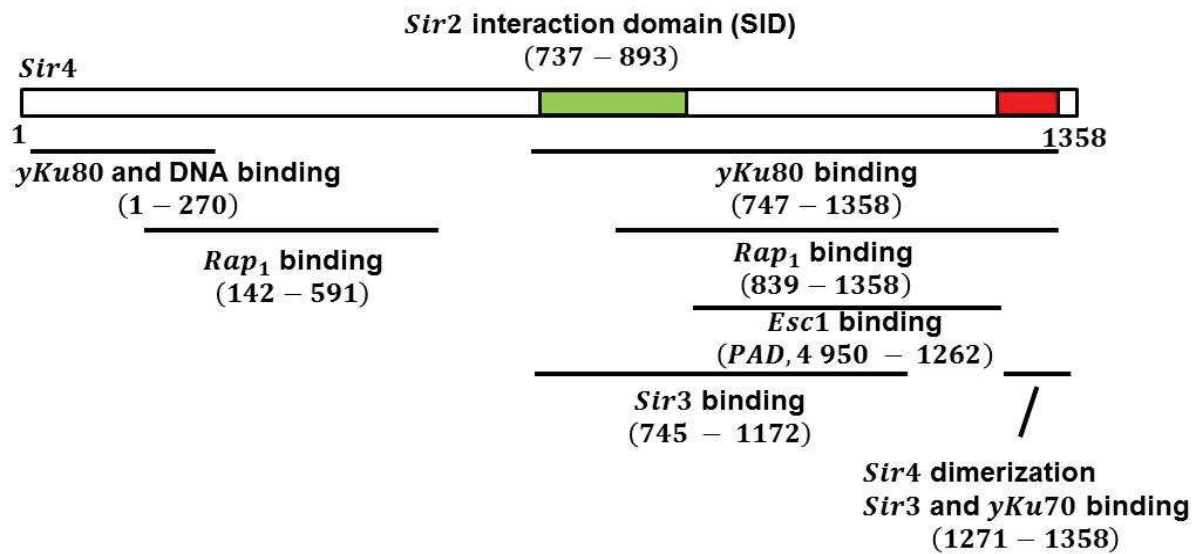 Sir2 interaction domain (SID)
(737 – 893)
Sir4
1
1358
yKu80 and DNA binding
(1 – 270)
yKu80 binding
(747 – 1358)
Rap₁ binding
(142 – 591)
Rap₁ binding
(839 – 1358)
Esc1 binding
(PAD, 4 950 – 1262)
Sir3 binding
(745 – 1172)
Sir4 dimerization
Sir3 and yKu70 binding
(1271 – 1358)